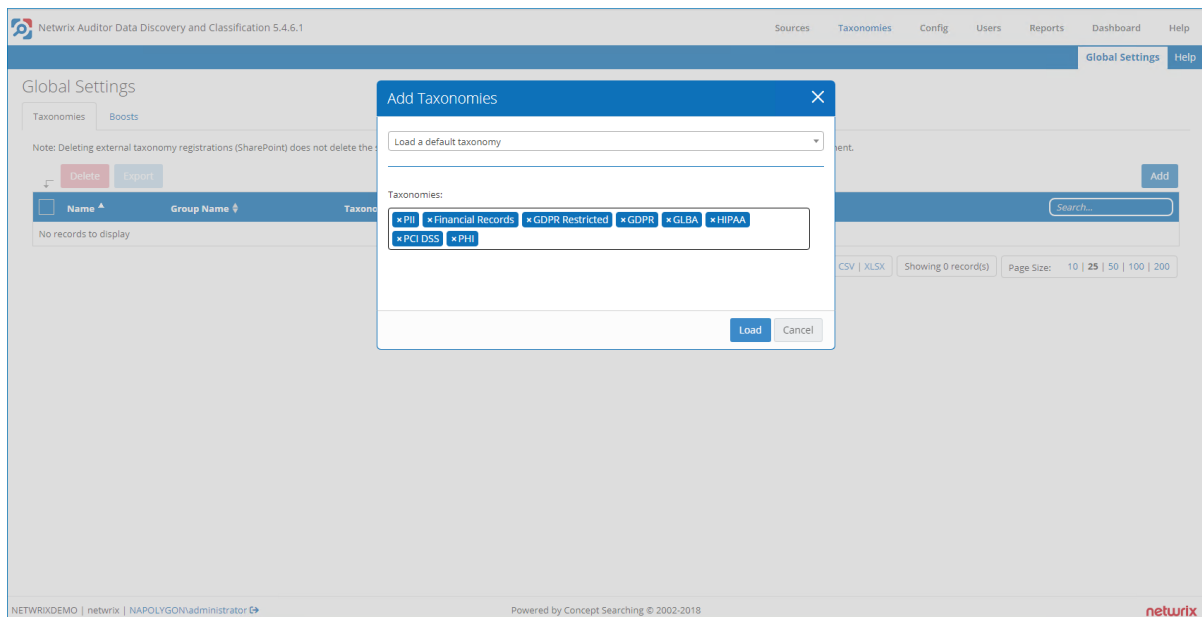 Netwrix Auditor Data Discovery and Classification 5.4.6.1
Sources Taxonomies Config Users Reports Dashboard Help
Global Settings Help
Global Settings
Taxonomies Boosts
Add Taxonomies
Load a default taxonomy
Note: Deleting external taxonomy registrations (SharePoint) does not delete the
Delete Export
Add
Name Group Name
Search...
No records to display
Taxonomies:
× PII × Financial Records × GDPR Restricted × GDPR × GLBA × HIPAA
× PCI DSS × PHI
CSV | XLSX Showing 0 record(s) Page Size: 10 | 25 | 50 | 100 | 200
Load Cancel
NETWRIXDEMO | netwrix | NAPOLYGON\administrator
Powered by Concept Searching © 2002-2018
netwrix